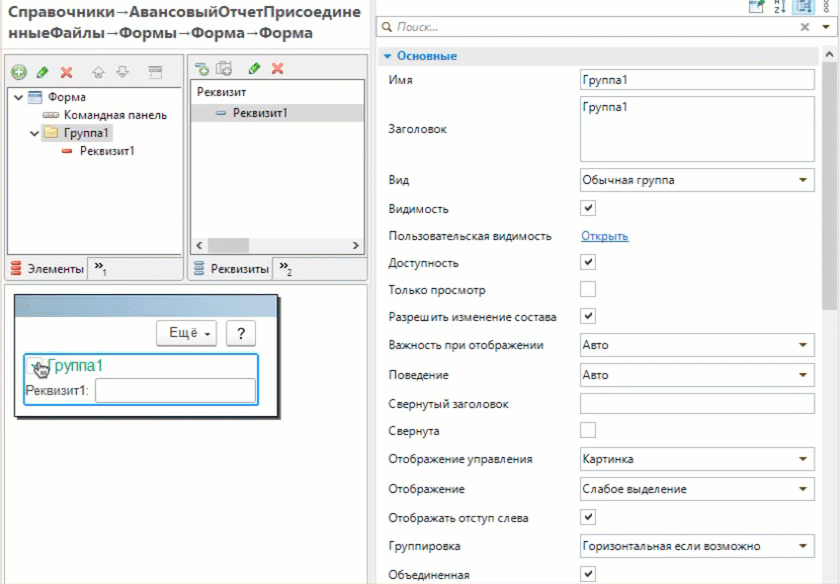 Справочники→АвансовыйОтчетПрисоедине
нныеФайлы→Формы→Форма→Форма
Форма
Командная панель
Группа1
Реквизит1
Элементы
»1
Реквизит
Реквизит1
Реквизиты
»2
Ещё
?
Группа1
Реквизит1:
Поиск...
Основные
Имя
Группа1
Заголовок
Группа1
Вид
Обычная группа
Видимость
Пользовательская видимость
Открыть
Доступность
Только просмотр
Разрешить изменение состава
Важность при отображении
Авто
Поведение
Авто
Свернутый заголовок
Свернута
Отображение управления
Картинка
Отображение
Слабое выделение
Отображать отступ слева
Группировка
Горизонтальная если возможно
Объединенная